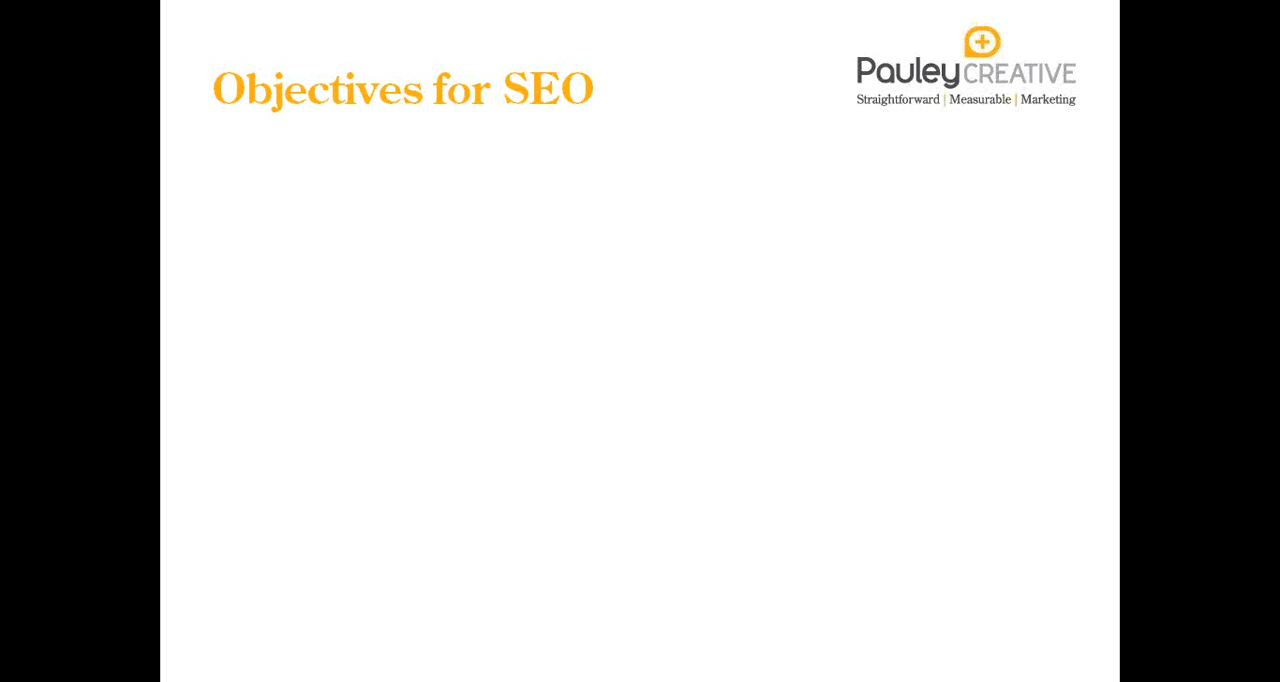 Objectives for SEO
Pauley CREATIVE
Straightforward | Measurable | Marketing